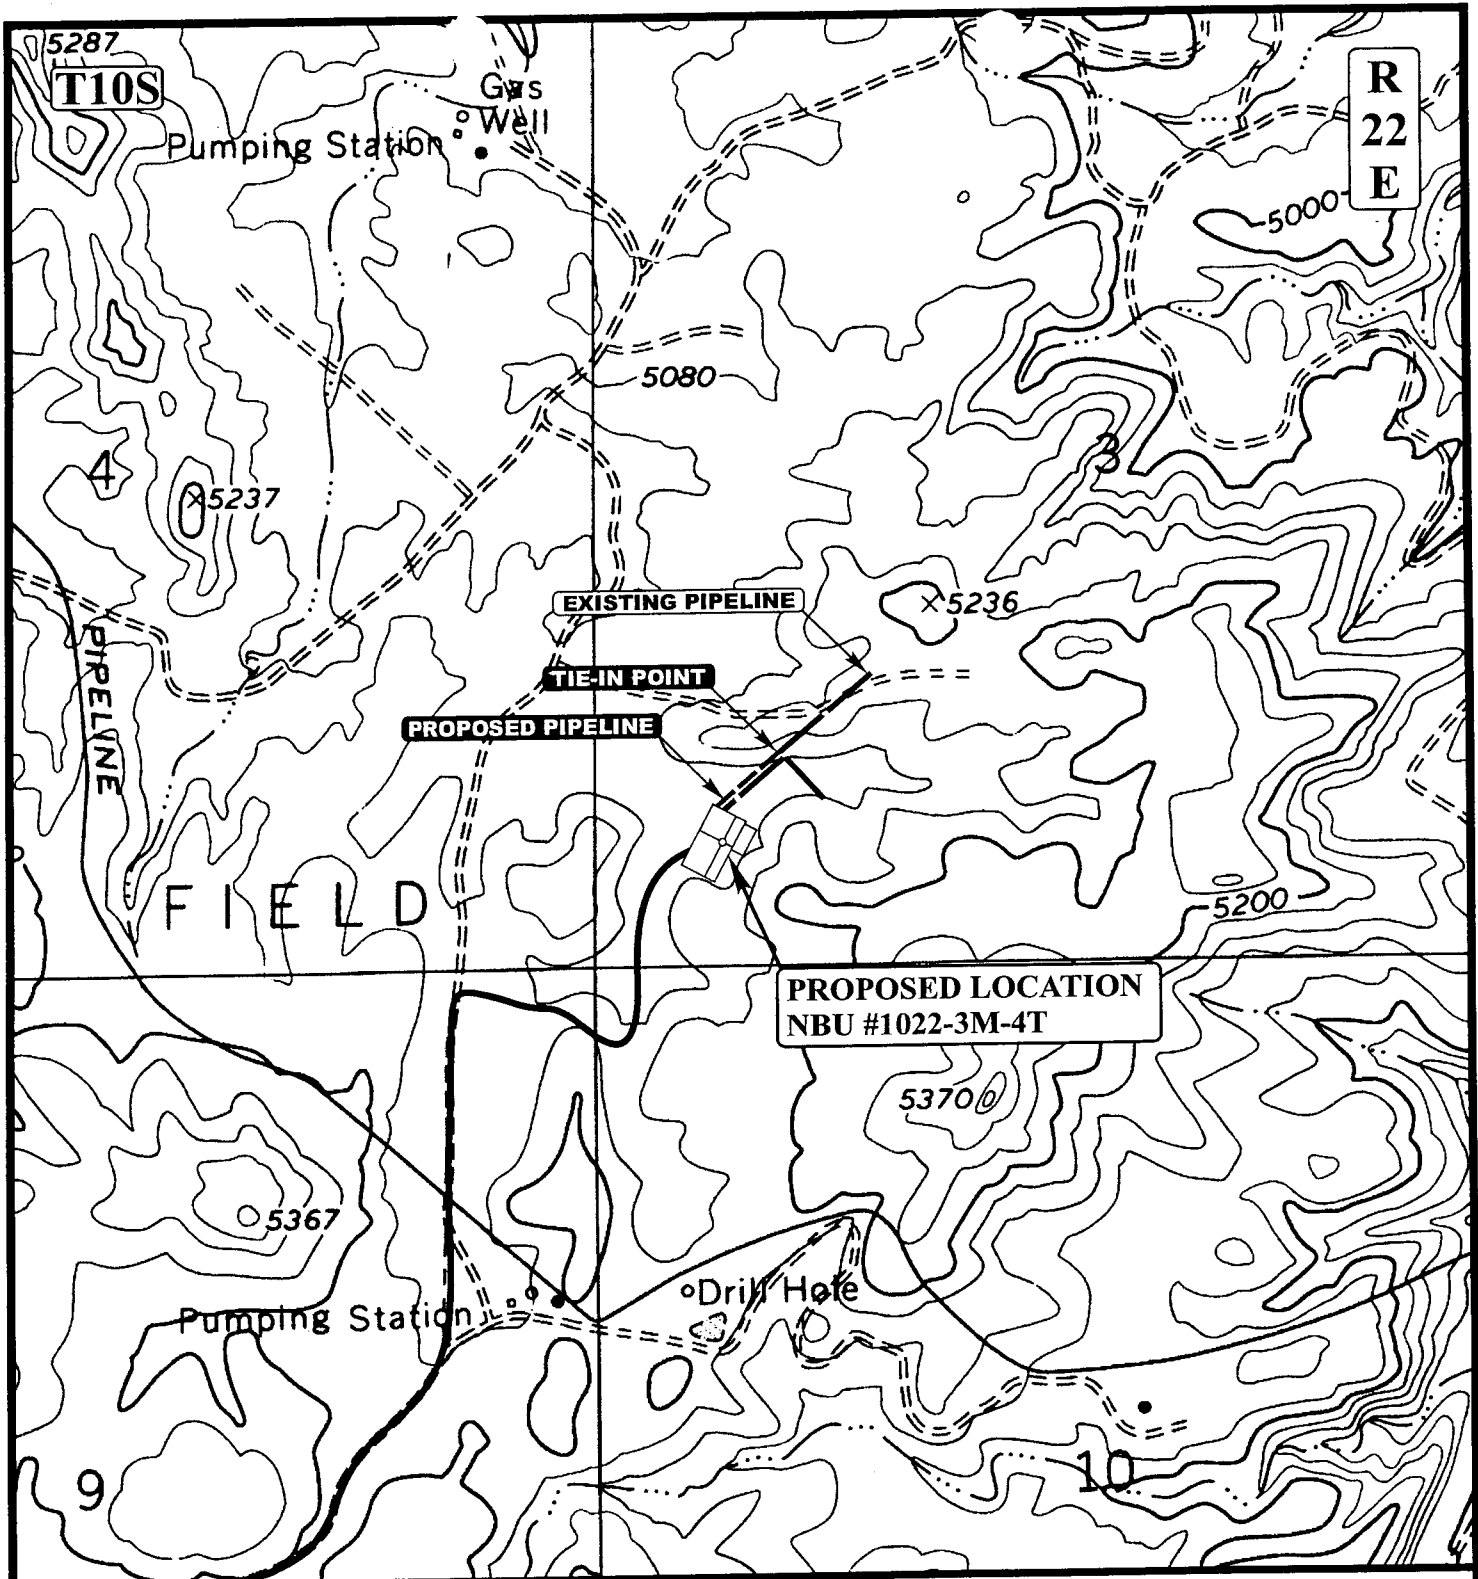 5287
T10S
R
22
E
Gas
Well
Pumping Station
5000
5080
3
4
5237
EXISTING PIPELINE
5236
PIPELINE
TIE-IN POINT
PROPOSED PIPELINE
FIELD
5200
PROPOSED LOCATION
NBU #1022-3M-4T
5370
5367
Drill Hole
Pumping Station
10
9